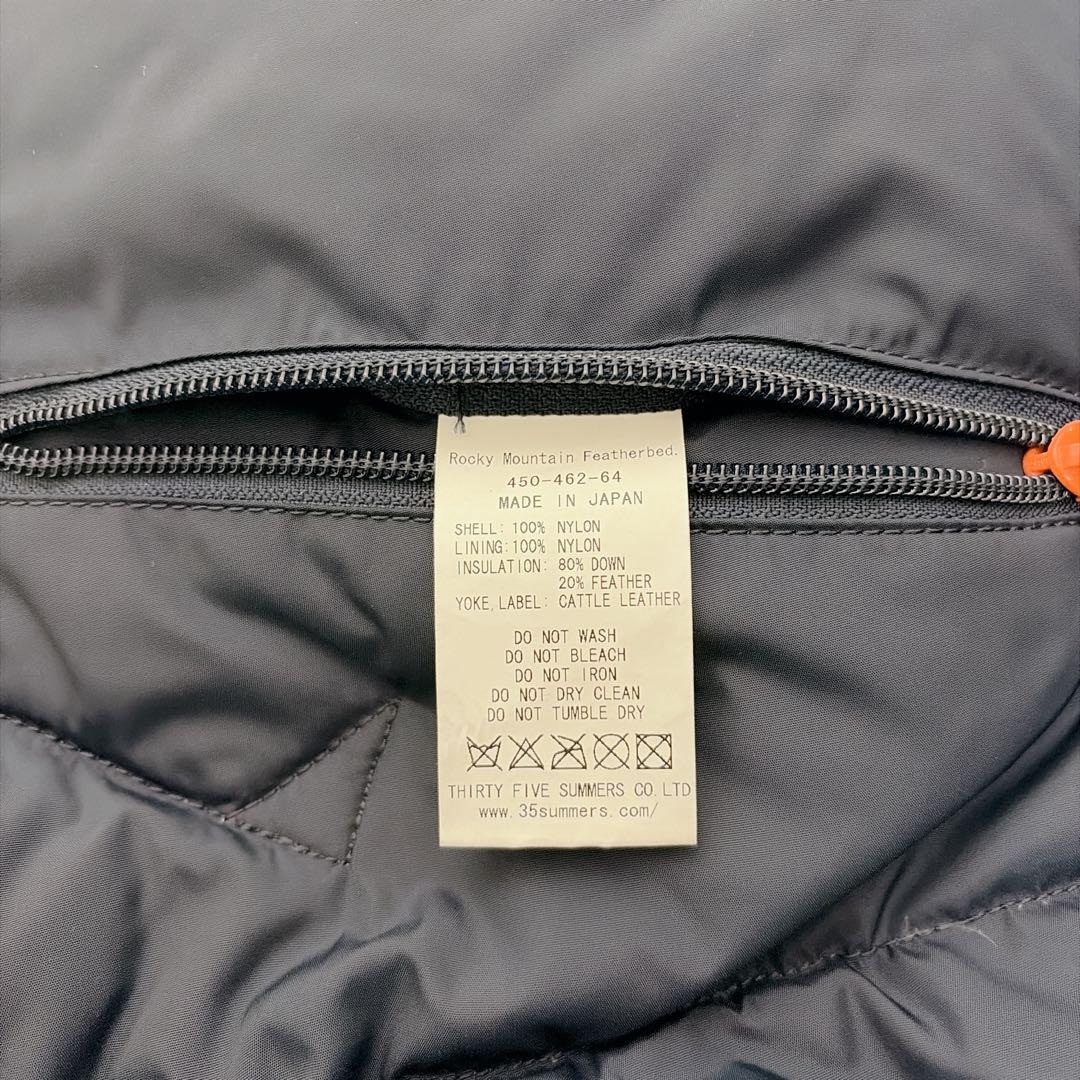 Rocky Mountain Featherbed.
450-462-64
MADE IN JAPAN
SHELL: 100% NYLON
LINING:100% NYLON
INSULATION: 80% DOWN
20% FEATHER
YOKE, LABEL: CATTLE LEATHER
DO NOT WASH
DO NOT BLEACH
DO NOT IRON
DO NOT DRY CLEAN
DO NOT TUMBLE DRY
THIRTY FIVE SUMMERS CO. LTD
www.35summers.com/